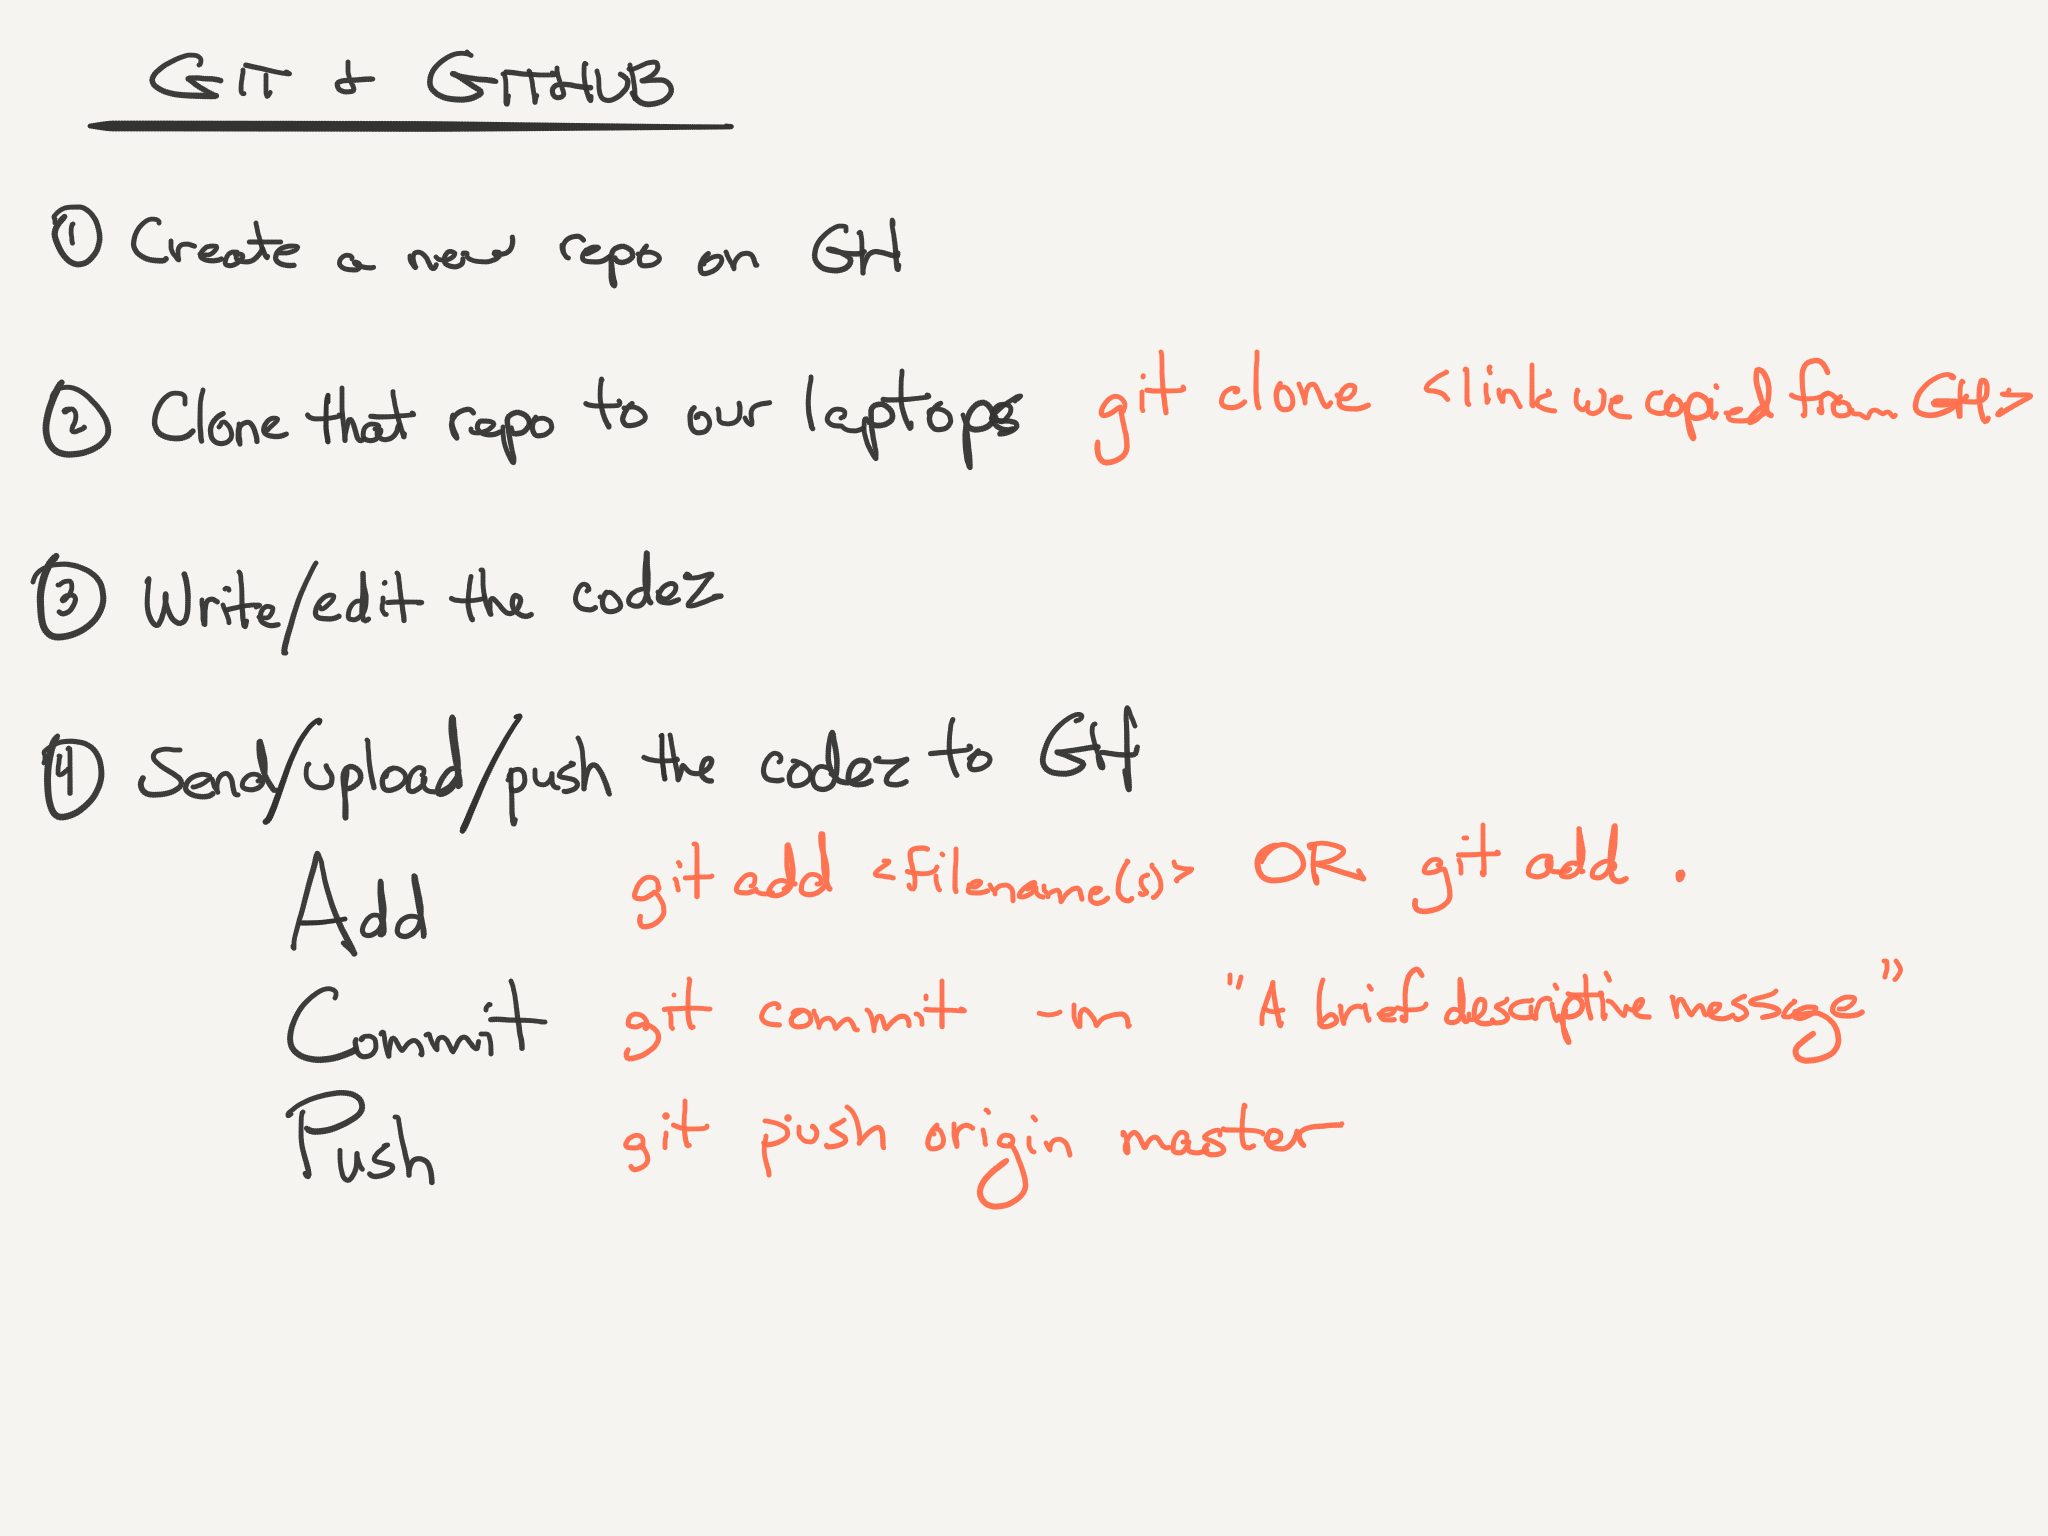 GIT & GITHUB
① Create a new repo on GH
② Clone that repo to our laptops git clone <link we copied from GH>
③ Write/edit the codez
④ Send/upload/push the codez to GH
Add git add <filename(s)> OR git add .
Commit git commit -m "A brief descriptive message"
Push git push origin master